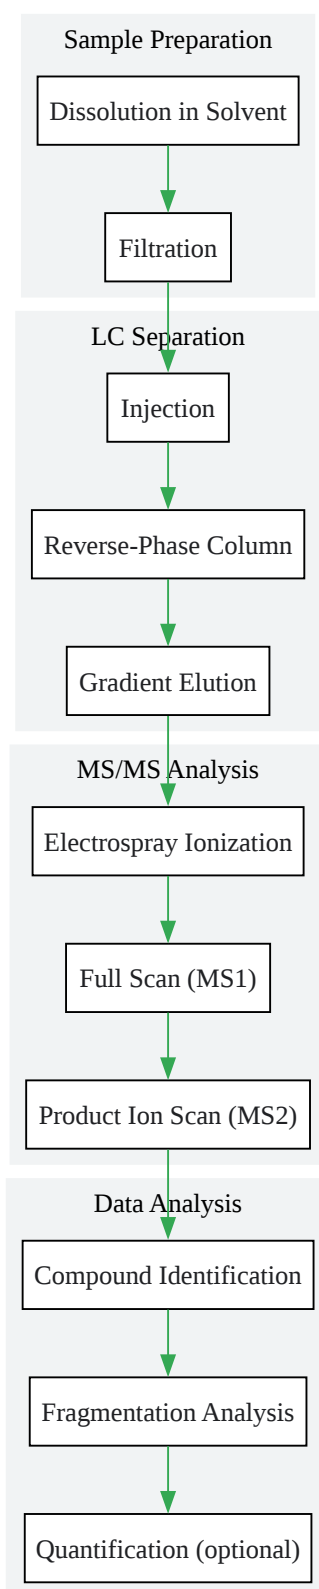 Sample Preparation
Dissolution in Solvent
Filtration
LC Separation
Injection
Reverse-Phase Column
Gradient Elution
MS/MS Analysis
Electrospray Ionization
Full Scan (MS1)
Product Ion Scan (MS2)
Data Analysis
Compound Identification
Fragmentation Analysis
Quantification (optional)